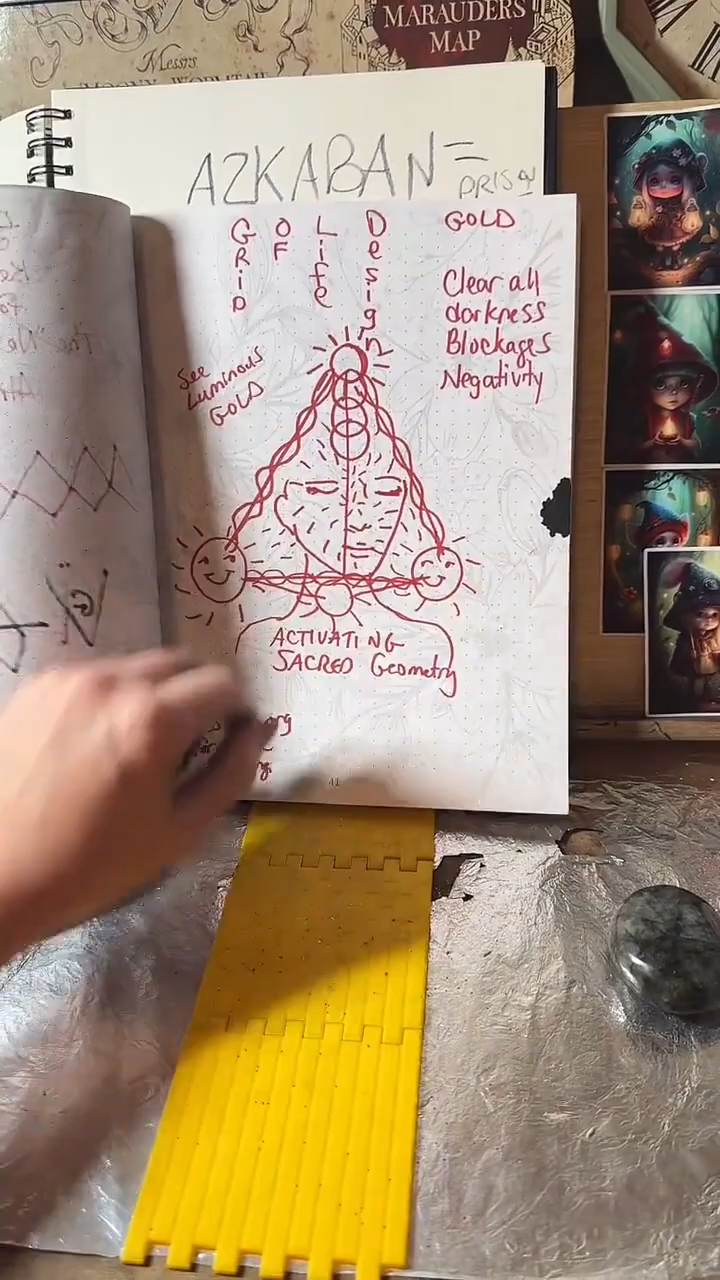 MARAUDERS
MAP
Messrs
AZKABAN =
PRISON
GRiD OF Life Design
GOLD
Clear all
darkness
Blockages
Negativity
See
Luminous
GOLD
ACTIVATING
SACRED Geometry
41